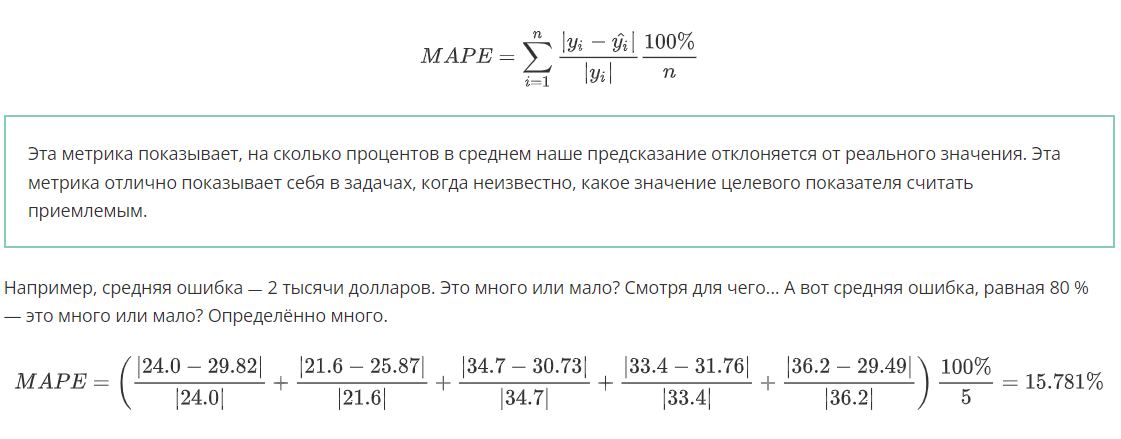 MAPE = \sum_{i=1}^{n} \frac{|y_i - \hat{y_i}|}{|y_i|} \frac{100\%}{n}
Эта метрика показывает, на сколько процентов в среднем наше предсказание отклоняется от реального значения. Эта
метрика отлично показывает себя в задачах, когда неизвестно, какое значение целевого показателя считать
приемлемым.
Например, средняя ошибка — 2 тысячи долларов. Это много или мало? Смотря для чего... А вот средняя ошибка, равная 80 %
— это много или мало? Определённо много.
MAPE = \left( \frac{|24.0 - 29.82|}{|24.0|} + \frac{|21.6 - 25.87|}{|21.6|} + \frac{|34.7 - 30.73|}{|34.7|} + \frac{|33.4 - 31.76|}{|33.4|} + \frac{|36.2 - 29.49|}{|36.2|} \right) \frac{100\%}{5} = 15.781\%